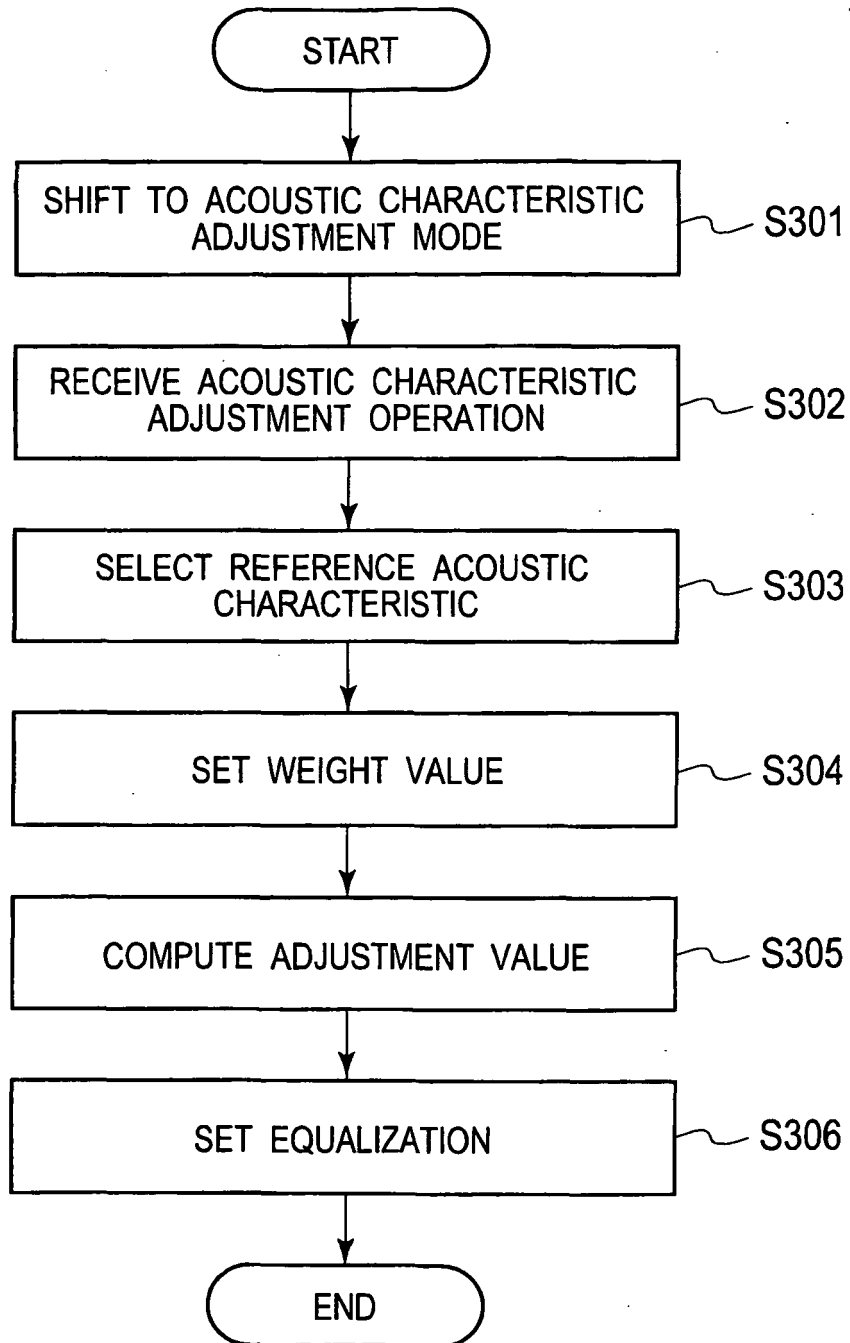 START
SHIFT TO ACOUSTIC CHARACTERISTIC
ADJUSTMENT MODE
S301
RECEIVE ACOUSTIC CHARACTERISTIC
ADJUSTMENT OPERATION
S302
SELECT REFERENCE ACOUSTIC
CHARACTERISTIC
S303
SET WEIGHT VALUE
S304
COMPUTE ADJUSTMENT VALUE
S305
SET EQUALIZATION
S306
END